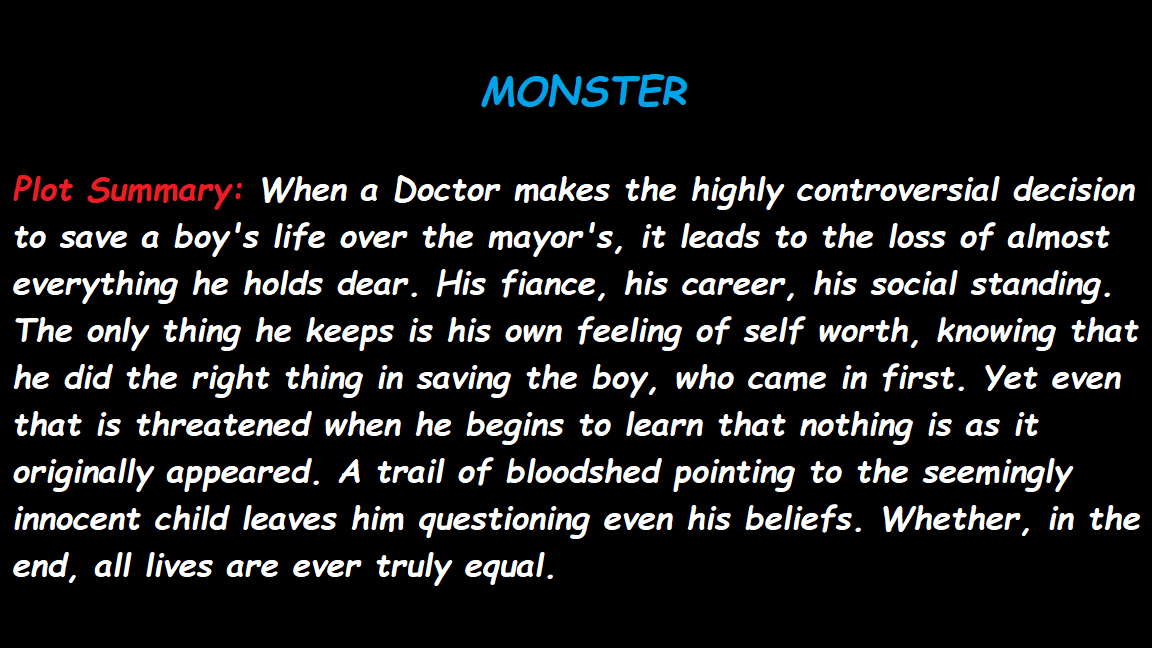 MONSTER
Plot Summary: When a Doctor makes the highly controversial decision
to save a boy's life over the mayor's, it leads to the loss of almost
everything he holds dear. His fiance, his career, his social standing.
The only thing he keeps is his own feeling of self worth, knowing that
he did the right thing in saving the boy, who came in first. Yet even
that is threatened when he begins to learn that nothing is as it
originally appeared. A trail of bloodshed pointing to the seemingly
innocent child leaves him questioning even his beliefs. Whether, in the
end, all lives are ever truly equal.